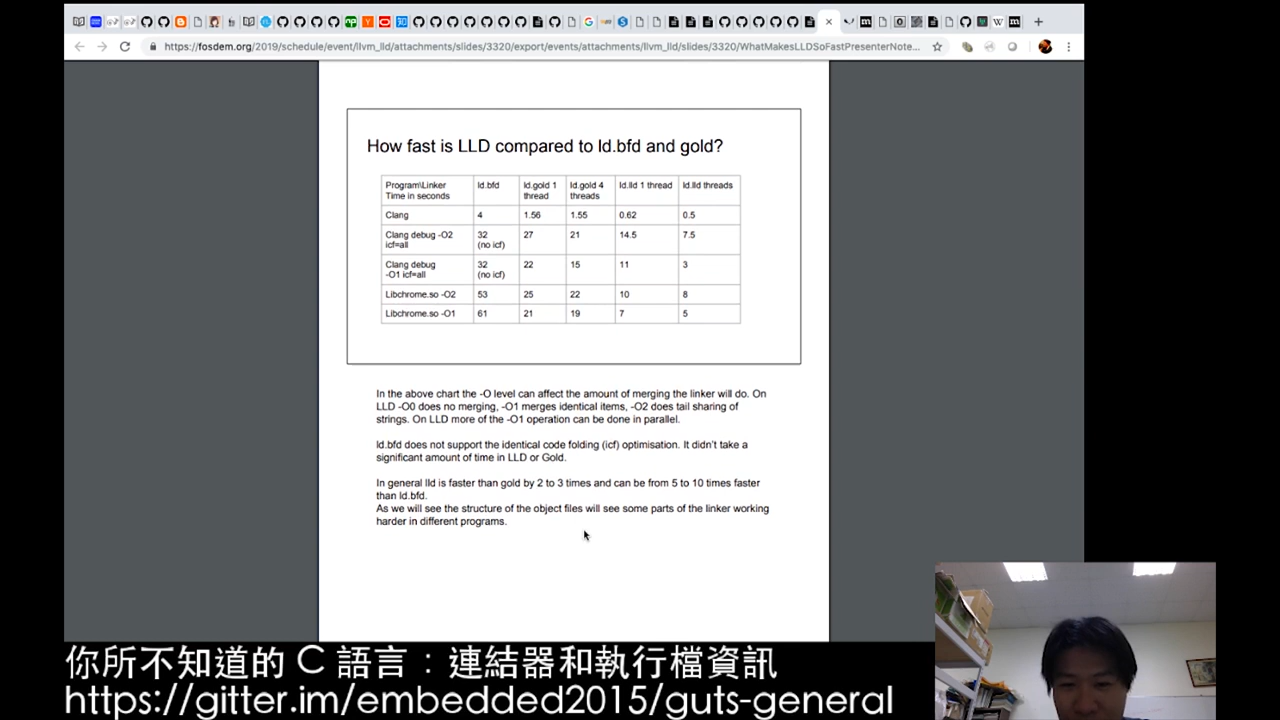 https://fosdem.org/2019/schedule/event/llvm_lld/attachments/slides/3320/export/events/attachments/llvm_lld/slides/3320/WhatMakesLLDSoFastPresenterNote...
How fast is LLD compared to ld.bfd and gold?
Program\Linker Time in seconds ld.bfd ld.gold 1 thread ld.gold 4 threads ld.lld 1 thread ld.lld threads
Clang 4 1.56 1.55 0.62 0.5
Clang debug -O2 icf=all 32 (no icf) 27 21 14.5 7.5
Clang debug -O1 icf=all 32 (no icf) 22 15 11 3
Libchrome.so -O2 53 25 22 10 8
Libchrome.so -O1 61 21 19 7 5
In the above chart the -O level can affect the amount of merging the linker will do. On
LLD -O0 does no merging, -O1 merges identical items, -O2 does tail sharing of
strings. On LLD more of the -O1 operation can be done in parallel.
ld.bfd does not support the identical code folding (icf) optimisation. It didn't take a
significant amount of time in LLD or Gold.
In general lld is faster than gold by 2 to 3 times and can be from 5 to 10 times faster
than ld.bfd.
As we will see the structure of the object files will see some parts of the linker working
harder in different programs.
你所不知道的 C 語言：連結器和執行檔資訊
https://gitter.im/embedded2015/guts-general